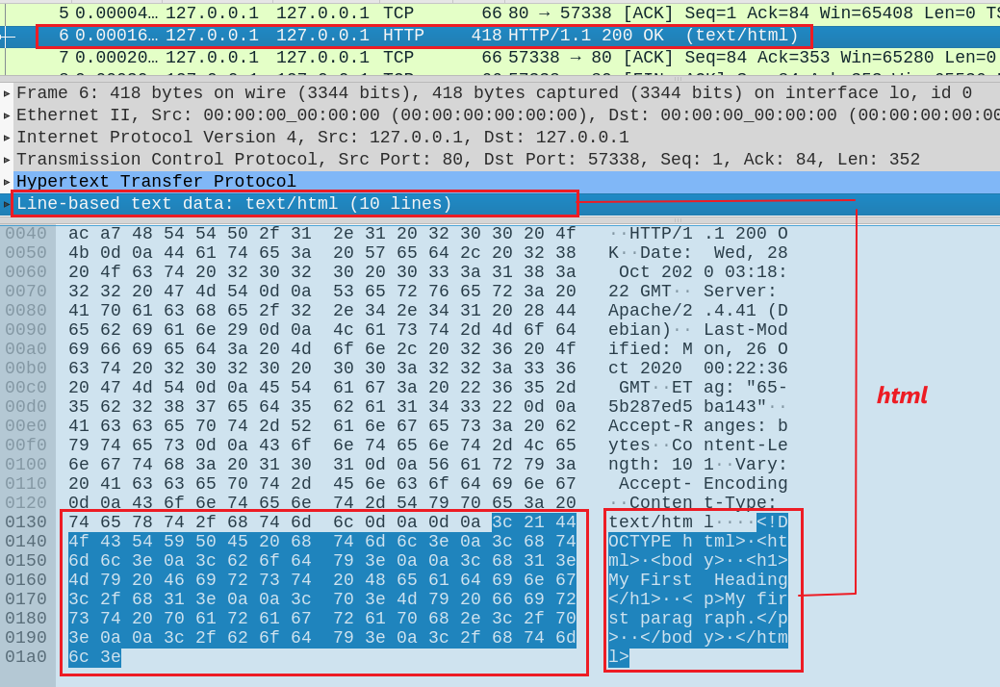 5 0.00004… 127.0.0.1 127.0.0.1 TCP 66 80 → 57338 [ACK] Seq=1 Ack=84 Win=65408 Len=0 TS
6 0.00016… 127.0.0.1 127.0.0.1 HTTP 418 HTTP/1.1 200 OK (text/html)
7 0.00020… 127.0.0.1 127.0.0.1 TCP 66 57338 → 80 [ACK] Seq=84 Ack=353 Win=65280 Len=0
Frame 6: 418 bytes on wire (3344 bits), 418 bytes captured (3344 bits) on interface lo, id 0
Ethernet II, Src: 00:00:00_00:00:00 (00:00:00:00:00:00), Dst: 00:00:00_00:00:00 (00:00:00:00:00
Internet Protocol Version 4, Src: 127.0.0.1, Dst: 127.0.0.1
Transmission Control Protocol, Src Port: 80, Dst Port: 57338, Seq: 1, Ack: 84, Len: 352
Hypertext Transfer Protocol
Line-based text data: text/html (10 lines)
0040 ac a7 48 54 54 50 2f 31 2e 31 20 32 30 30 20 4f ··HTTP/1 .1 200 O
0050 4b 0d 0a 44 61 74 65 3a 20 57 65 64 2c 20 32 38 K··Date: Wed, 28
0060 20 4f 63 74 20 32 30 32 30 20 30 33 3a 31 38 3a Oct 202 0 03:18:
0070 32 32 20 47 4d 54 0d 0a 53 65 72 76 65 72 3a 20 22 GMT·· Server:
0080 41 70 61 63 68 65 2f 32 2e 34 2e 34 31 20 28 44 Apache/2 .4.41 (D
0090 65 62 69 61 6e 29 0d 0a 4c 61 73 74 2d 4d 6f 64 ebian)·· Last-Mod
00a0 69 66 69 65 64 3a 20 4d 6f 6e 2c 20 32 36 20 4f ified: M on, 26 O
00b0 63 74 20 32 30 32 30 20 30 30 3a 32 32 3a 33 36 ct 2020 00:22:36
00c0 20 47 4d 54 0d 0a 45 54 61 67 3a 20 22 36 35 2d GMT··ET ag: "65-
00d0 35 62 32 38 37 65 64 35 62 61 31 34 33 22 0d 0a 5b287ed5 ba143"··
00e0 41 63 63 65 70 74 2d 52 61 6e 67 65 73 3a 20 62 Accept-R anges: b
00f0 79 74 65 73 0d 0a 43 6f 6e 74 65 6e 74 2d 4c 65 ytes··Co ntent-Le
0100 6e 67 74 68 3a 20 31 30 31 0d 0a 56 61 72 79 3a ngth: 10 1··Vary:
0110 20 41 63 63 65 70 74 2d 45 6e 63 6f 64 69 6e 67 Accept- Encoding
0120 0d 0a 43 6f 6e 74 65 6e 74 2d 54 79 70 65 3a 20 ··Conten t-Type:
0130 74 65 78 74 2f 68 74 6d 6c 0d 0a 0d 0a 3c 21 44 text/htm l····<!D
0140 4f 43 54 59 50 45 20 68 74 6d 6c 3e 0a 3c 68 74 OCTYPE h tml>·<ht
0150 6d 6c 3e 0a 3c 62 6f 64 79 3e 0a 0a 3c 68 31 3e ml>·<bod y>··<h1>
0160 4d 79 20 46 69 72 73 74 20 48 65 61 64 69 6e 67 My First Heading
0170 3c 2f 68 31 3e 0a 0a 3c 70 3e 4d 79 20 66 69 72 </h1>··< p>My fir
0180 73 74 20 70 61 72 61 67 72 61 70 68 2e 3c 2f 70 st parag raph.</p
0190 3e 0a 0a 3c 2f 62 6f 64 79 3e 0a 3c 2f 68 74 6d >··</bod y>·</htm
01a0 6c 3e l>
html